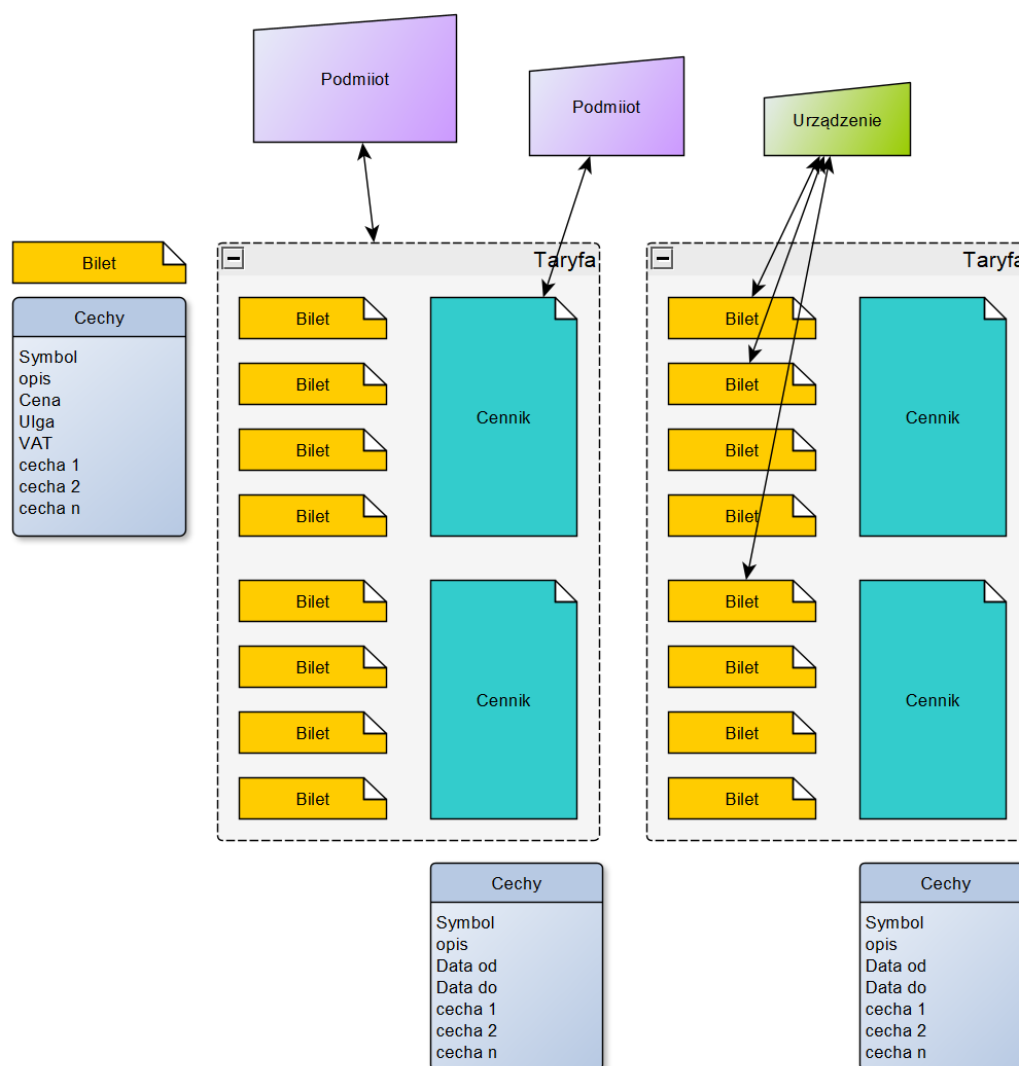 Podmiiot
Podmiiot
Urządzenie
Bilet
Cechy
Symbol
opis
Cena
Ulga
VAT
cecha 1
cecha 2
cecha n
Taryfa
Bilet
Bilet
Bilet
Bilet
Cennik
Bilet
Bilet
Bilet
Bilet
Cennik
Taryfa
Bilet
Bilet
Bilet
Bilet
Cennik
Bilet
Bilet
Bilet
Bilet
Cennik
Cechy
Symbol
opis
Data od
Data do
cecha 1
cecha 2
cecha n
Cechy
Symbol
opis
Data od
Data do
cecha 1
cecha 2
cecha n